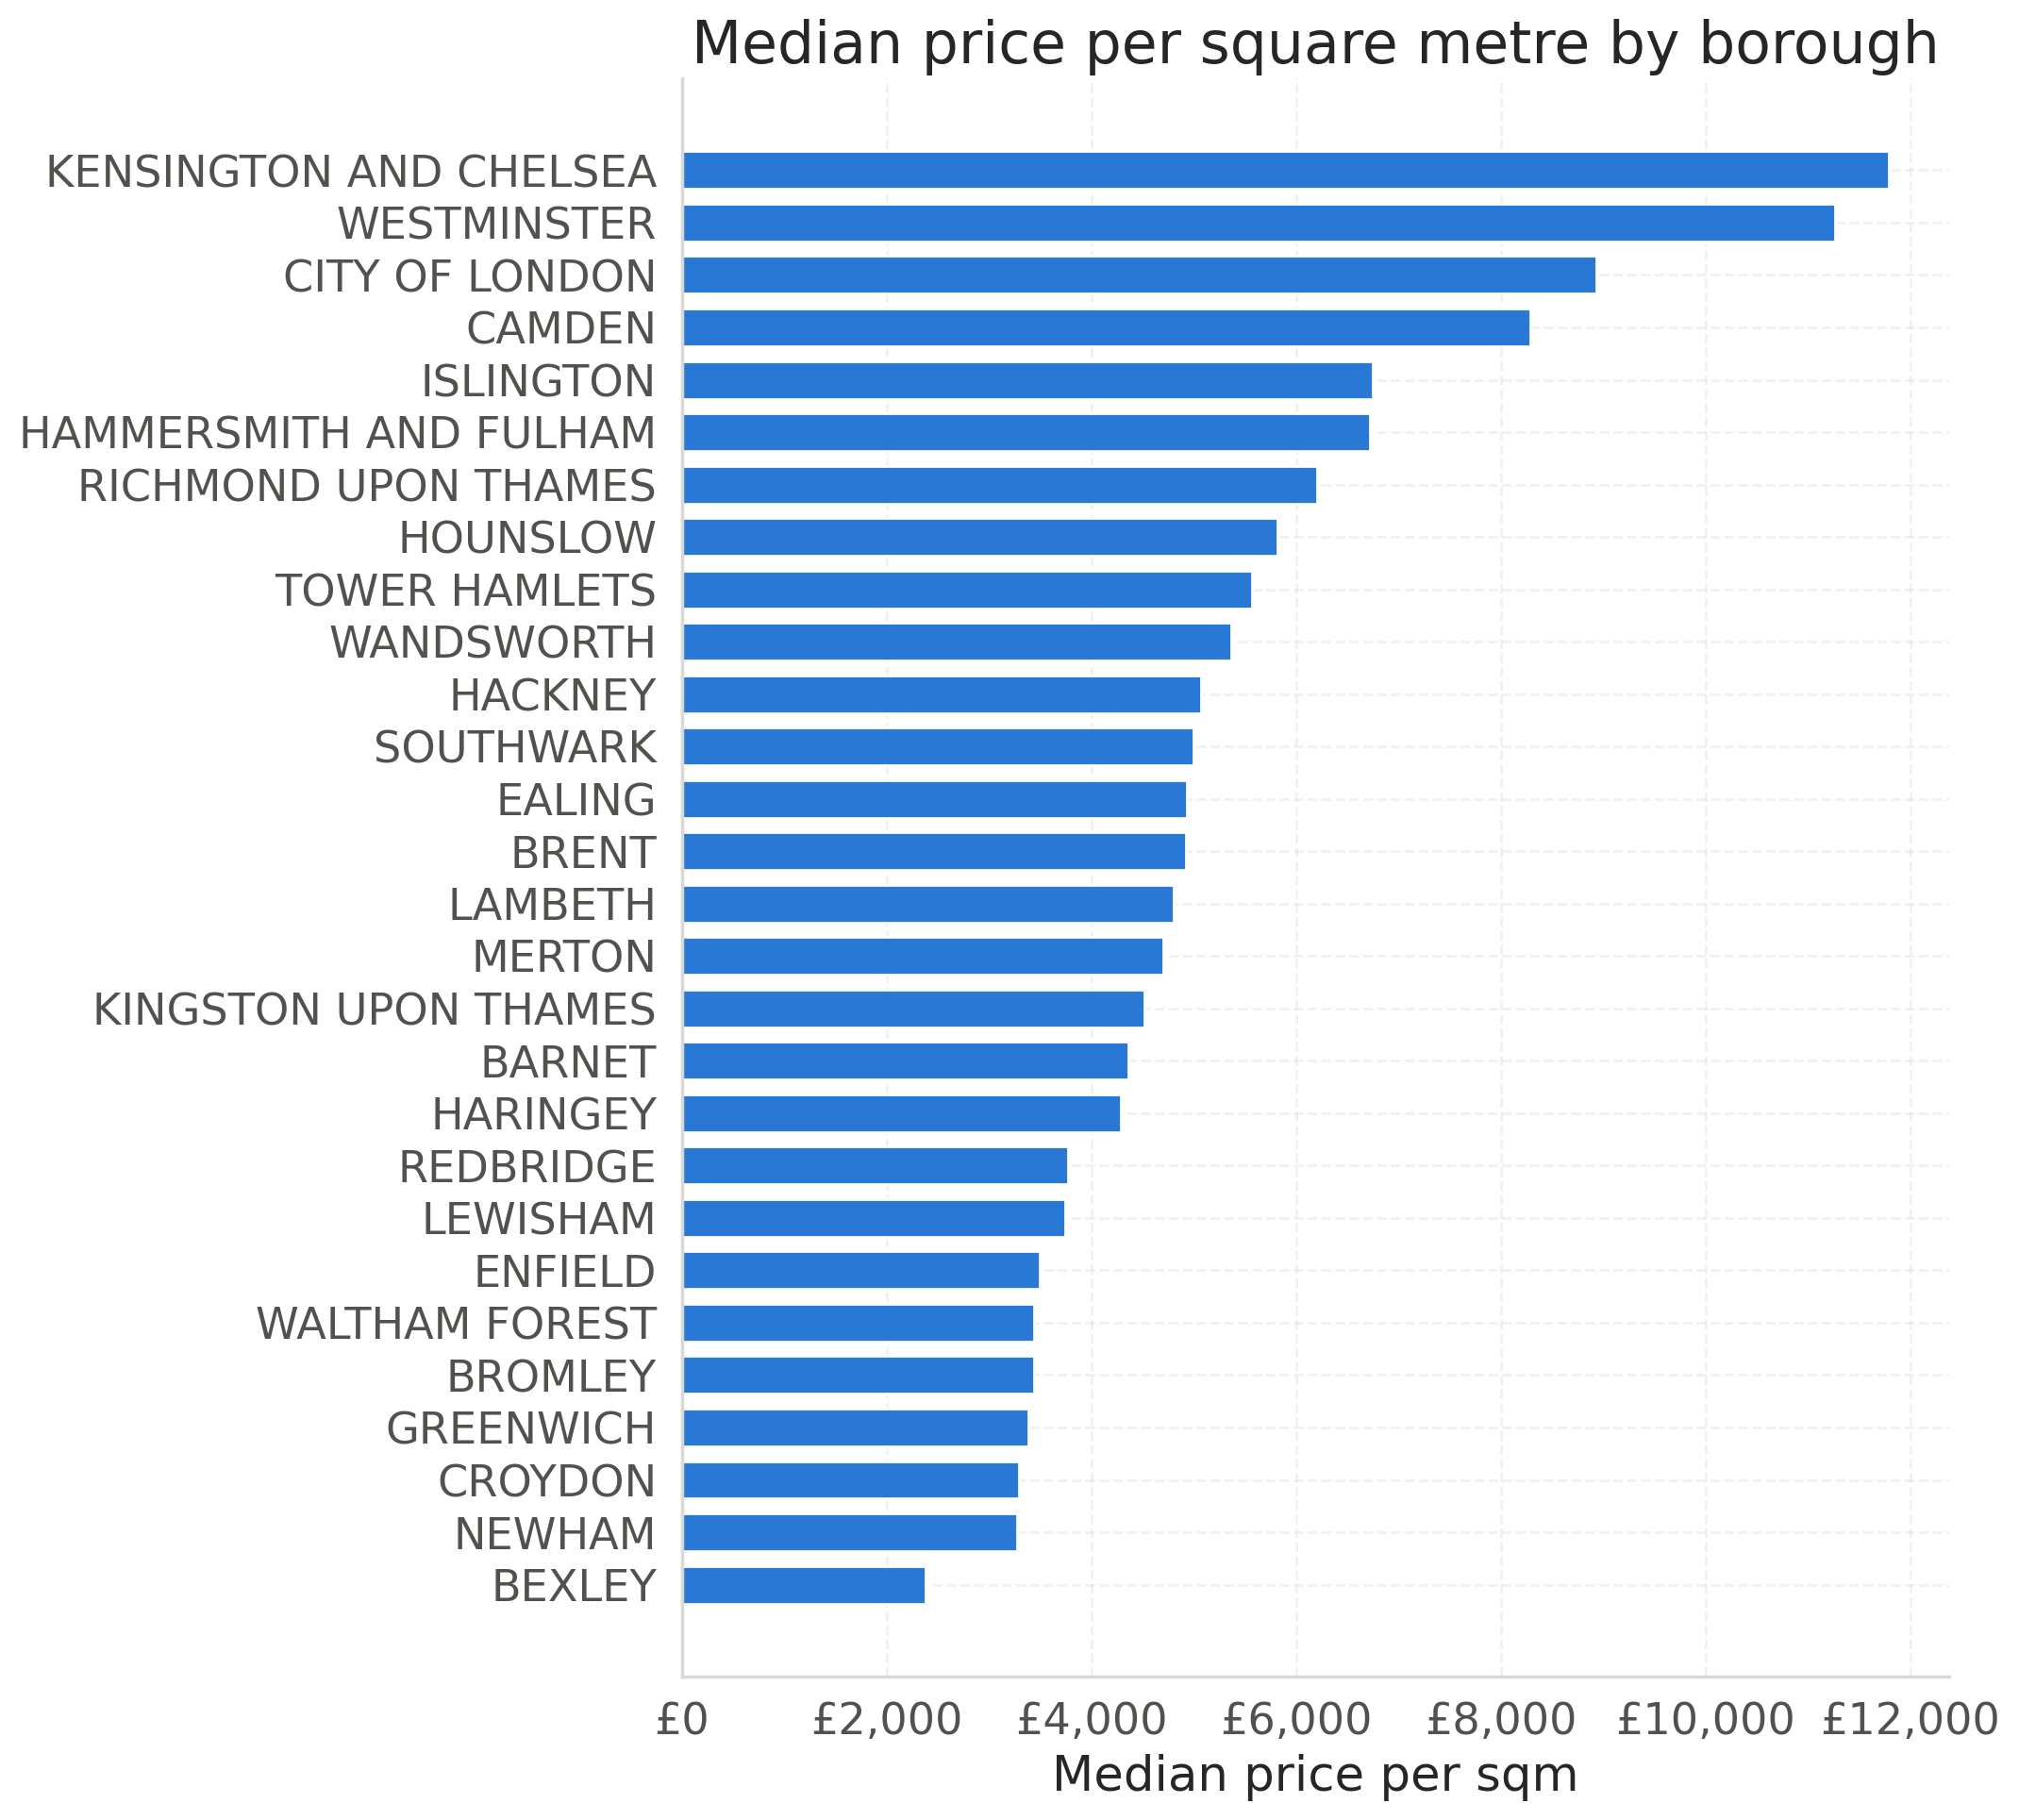 Median price per square metre by borough
KENSINGTON AND CHELSEA
WESTMINSTER
CITY OF LONDON
CAMDEN
ISLINGTON
HAMMERSMITH AND FULHAM
RICHMOND UPON THAMES
HOUNSLOW
TOWER HAMLETS
WANDSWORTH
HACKNEY
SOUTHWARK
EALING
BRENT
LAMBETH
MERTON
KINGSTON UPON THAMES
BARNET
HARINGEY
REDBRIDGE
LEWISHAM
ENFIELD
WALTHAM FOREST
BROMLEY
GREENWICH
CROYDON
NEWHAM
BEXLEY
£0 £2,000 £4,000 £6,000 £8,000 £10,000 £12,000
Median price per sqm